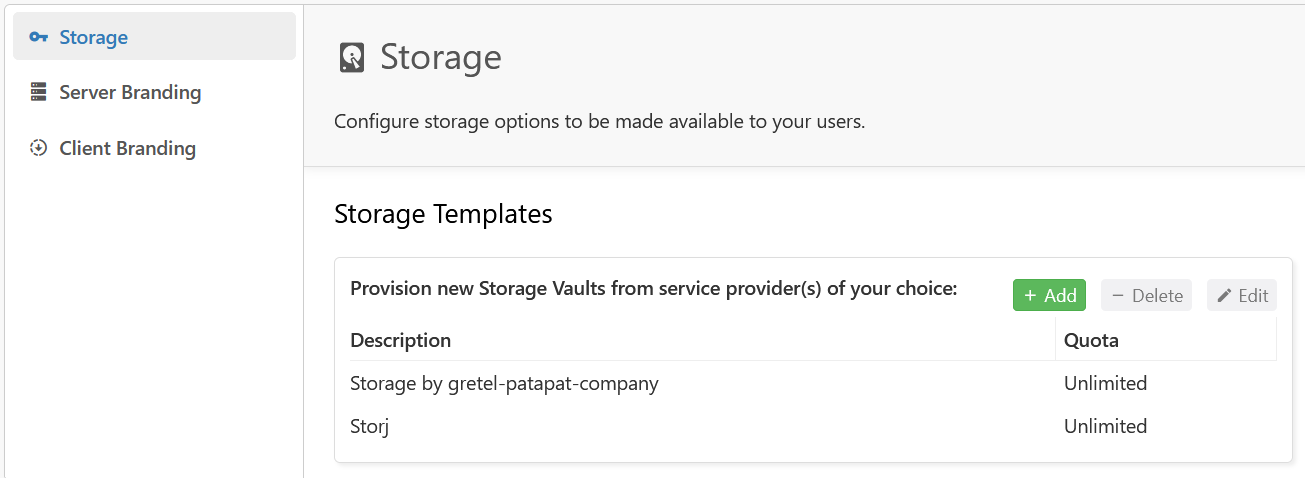 Storage
Server Branding
Client Branding
Storage
Configure storage options to be made available to your users.
Storage Templates
Provision new Storage Vaults from service provider(s) of your choice:
+ Add
− Delete
Edit
Description Quota
Storage by gretel-patapat-company Unlimited
Storj Unlimited